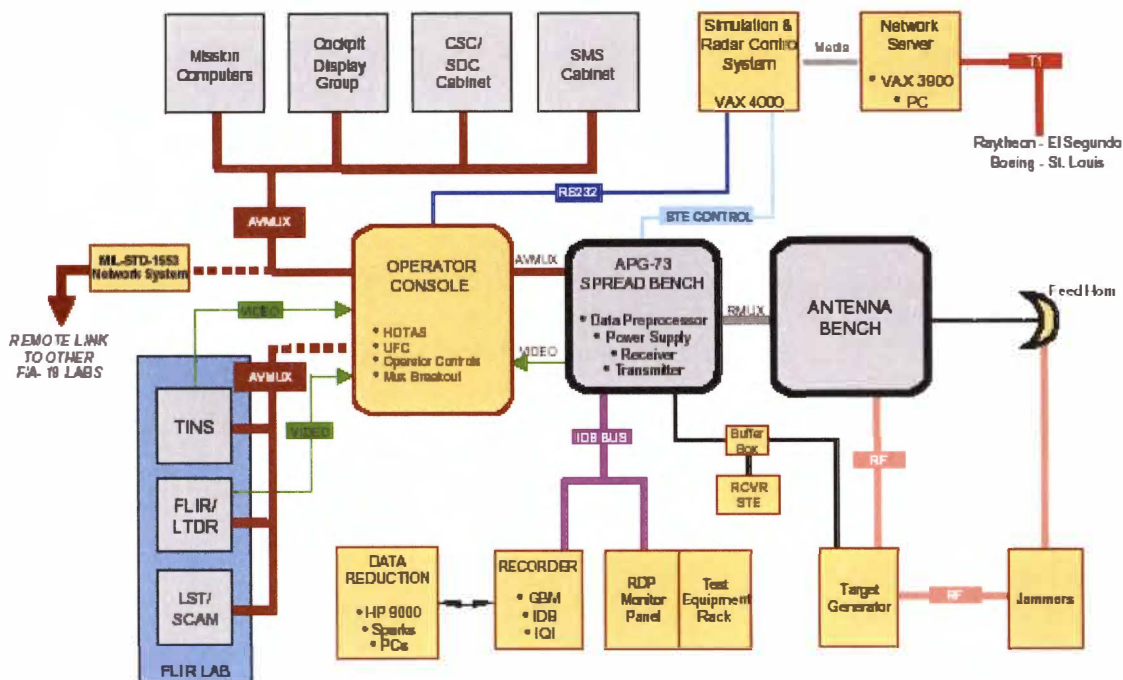 Mission
Computers
Cockpit
Display
Group
CSC/
SDC
Cabinet
SMS
Cabinet
Simulation &
Radar Control
System
VAX 4000
Media
Network
Server
• VAX 3900
• PC
T1
Raytheon - El Segundo
Boeing - St. Louis
RS232
STE CONTROL
AVMUX
MIL-STD-1553
Network System
REMOTE LINK
TO OTHER
F/A-18 LABS
VIDEO
OPERATOR
CONSOLE
• HOTAS
• UFC
• Operator Controls
• Mux Breakout
AVMUX
VIDEO
APG-73
SPREAD BENCH
• Data Preprocessor
• Power Supply
• Receiver
• Transmitter
RMUX
ANTENNA
BENCH
Feed Horn
AVMUX
VIDEO
TINS
FLIR/
LTDR
LST/
SCAM
FLIR LAB
IDB BUS
Buffer
Box
RCVR
STE
RF
DATA
REDUCTION
• HP 9000
• Sparks
• PCs
RECORDER
• GBM
• IDB
• IQI
RDP
Monitor
Panel
Test
Equipment
Rack
Target
Generator
RF
Jammers